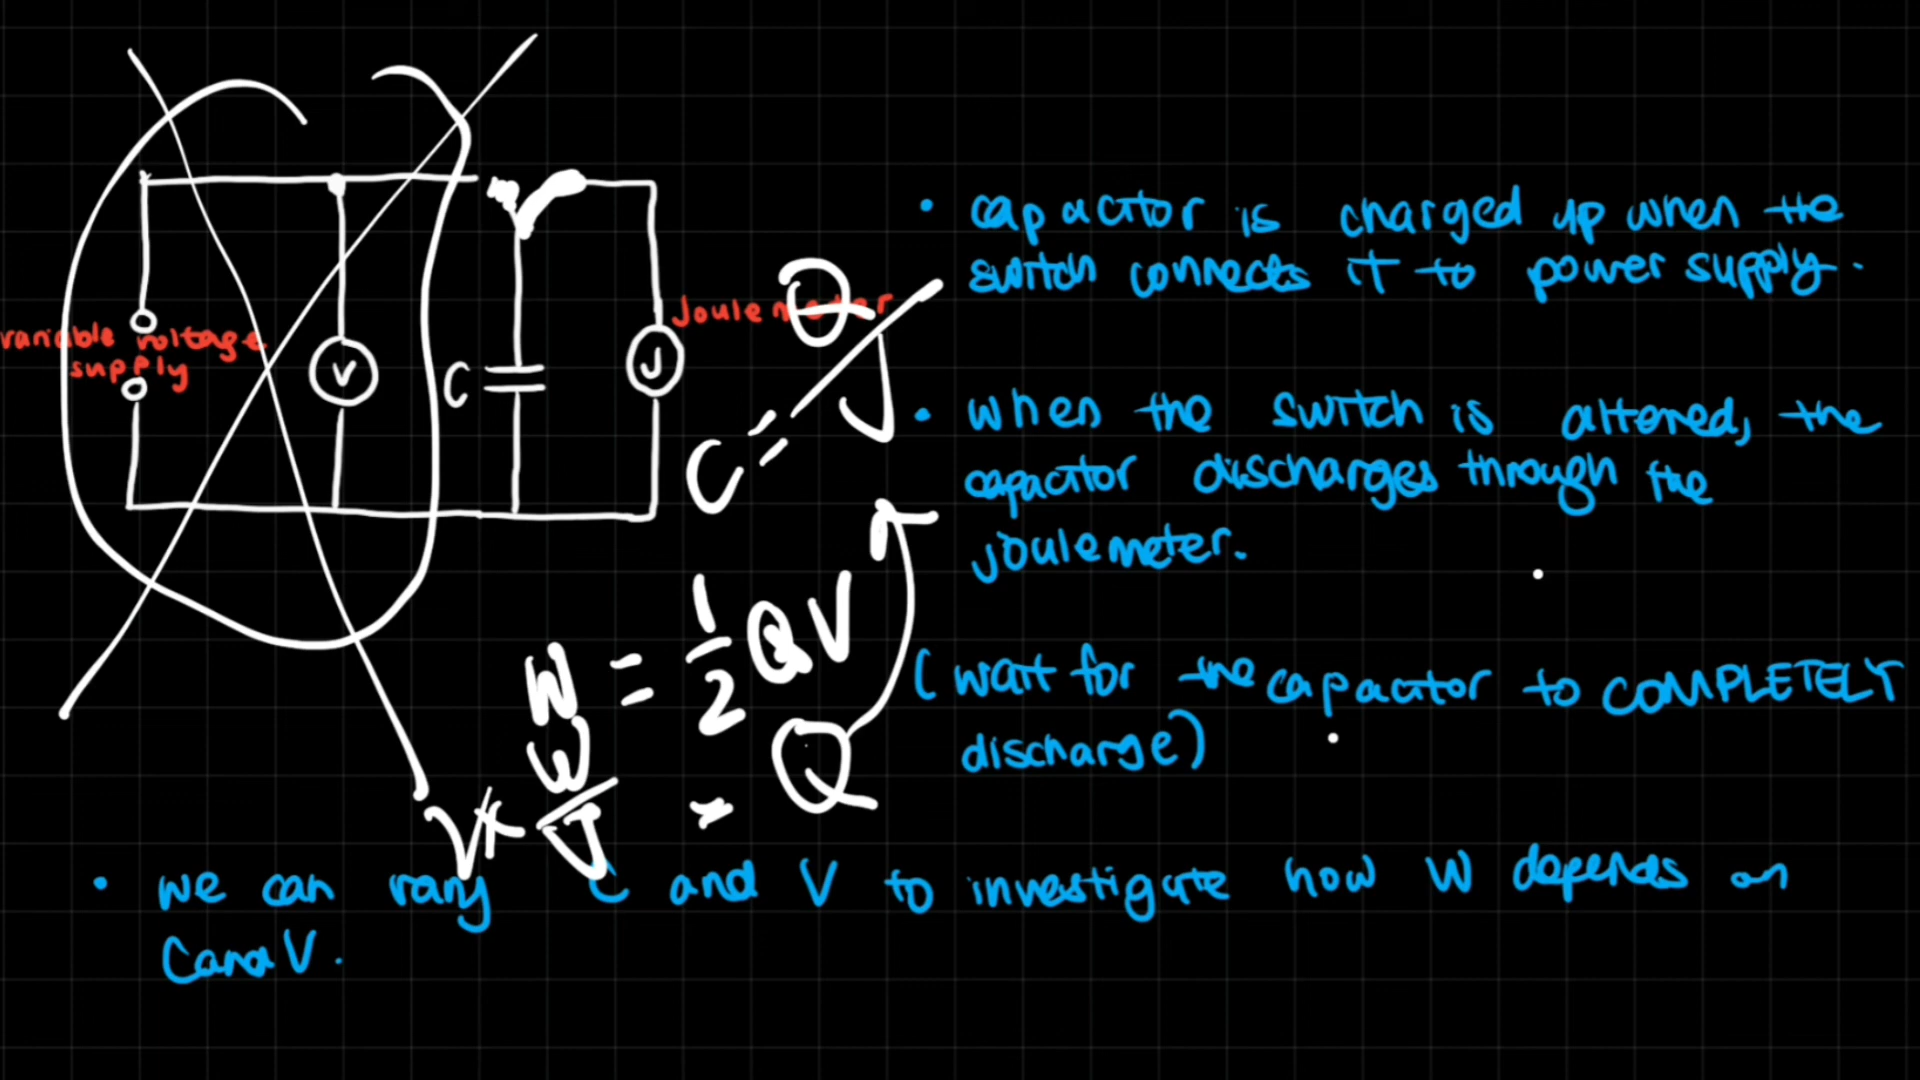 variable voltage
supply
V
C
J
Joulemeter
C = Q/V
• capacitor is charged up when the
switch connects it to power supply.
• when the switch is altered, the
capacitor discharges through the
joulemeter.
(wait for the capacitor to COMPLETELY
discharge)
W = 1/2 QV
W/V = Q
• we can vary C and V to investigate how W depends on
C and V.